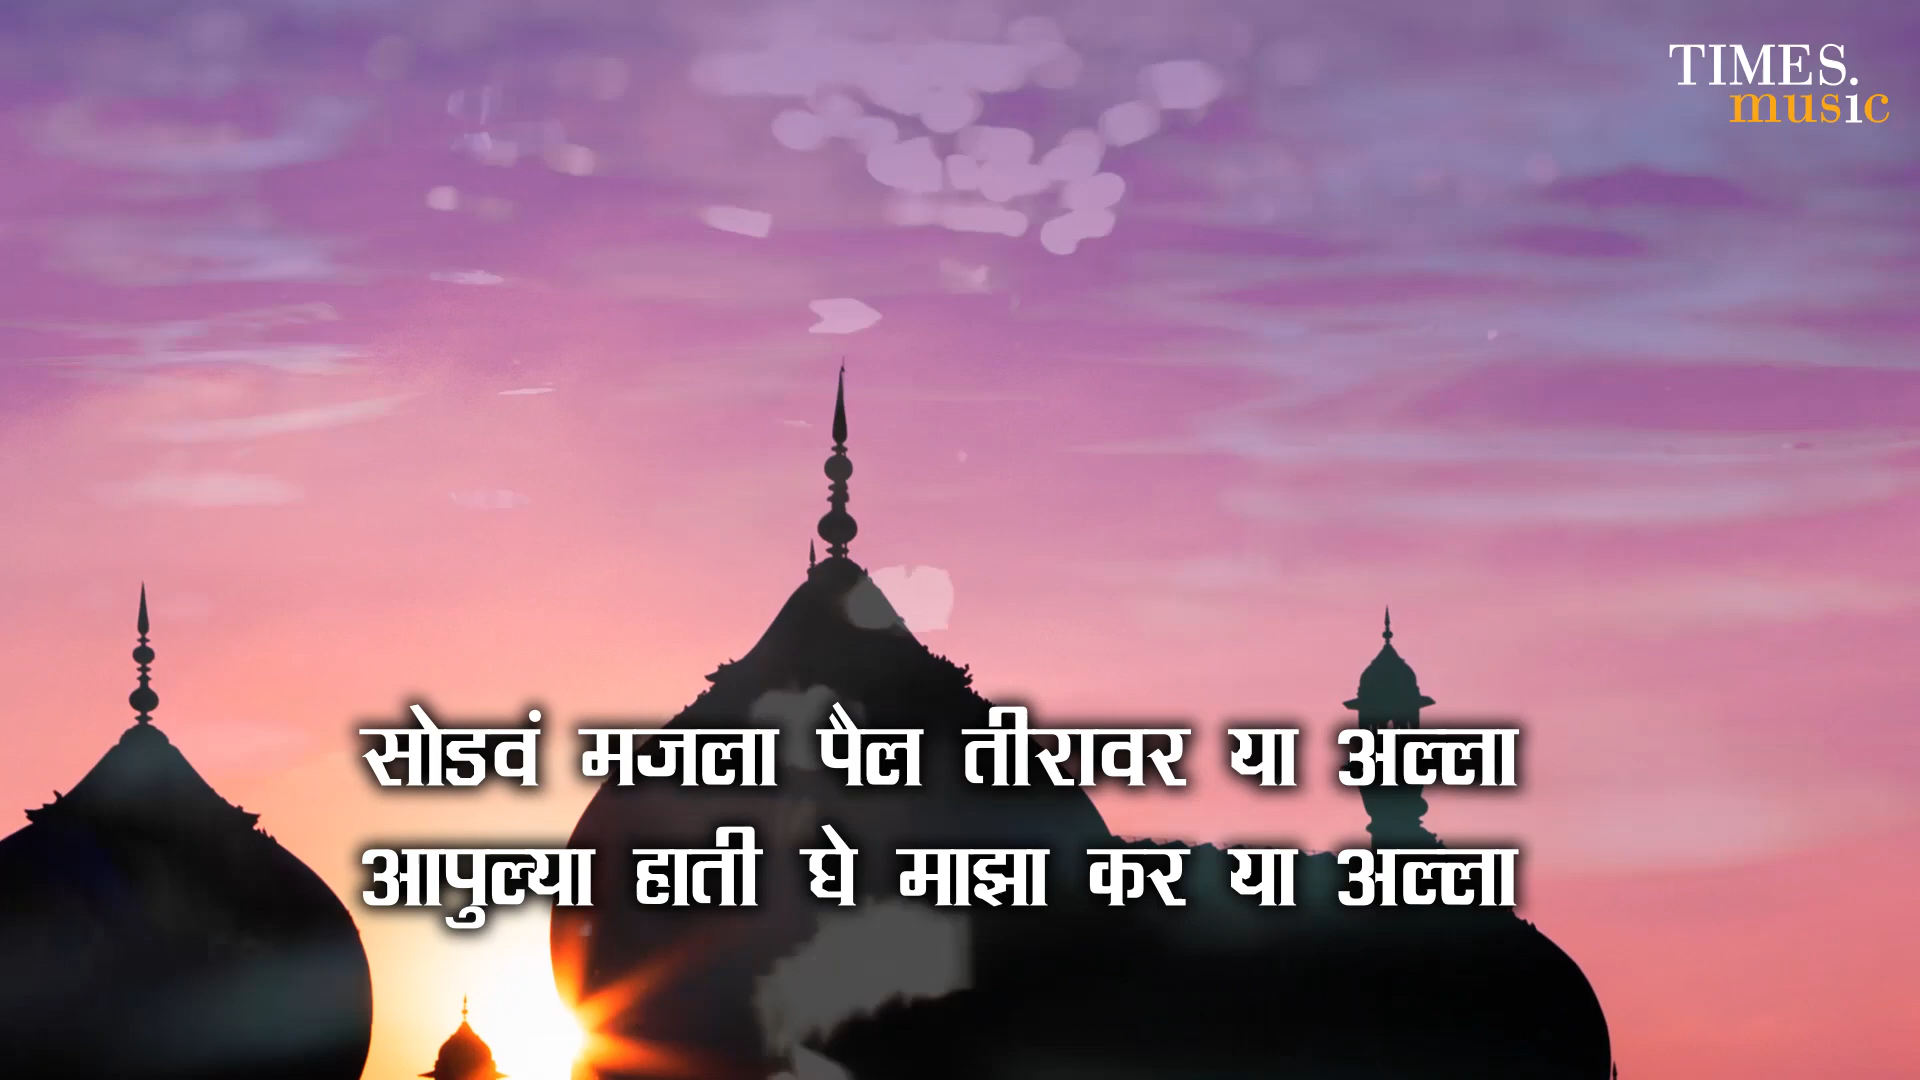 TIMES.
music
सोडवं मजला पैल तीरावर या अल्ला
आपुल्या हाती घे माझा कर या अल्ला